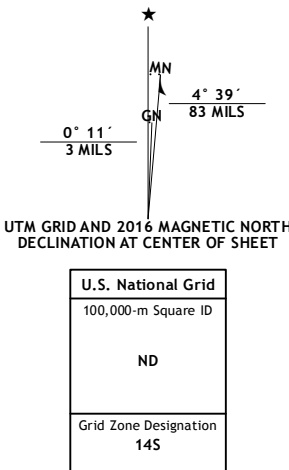 ★
MN
GN
4° 39´
83 MILS
0° 11´
3 MILS
UTM GRID AND 2016 MAGNETIC NORTH
DECLINATION AT CENTER OF SHEET
U.S. National Grid
100,000-m Square ID
ND
Grid Zone Designation
14S